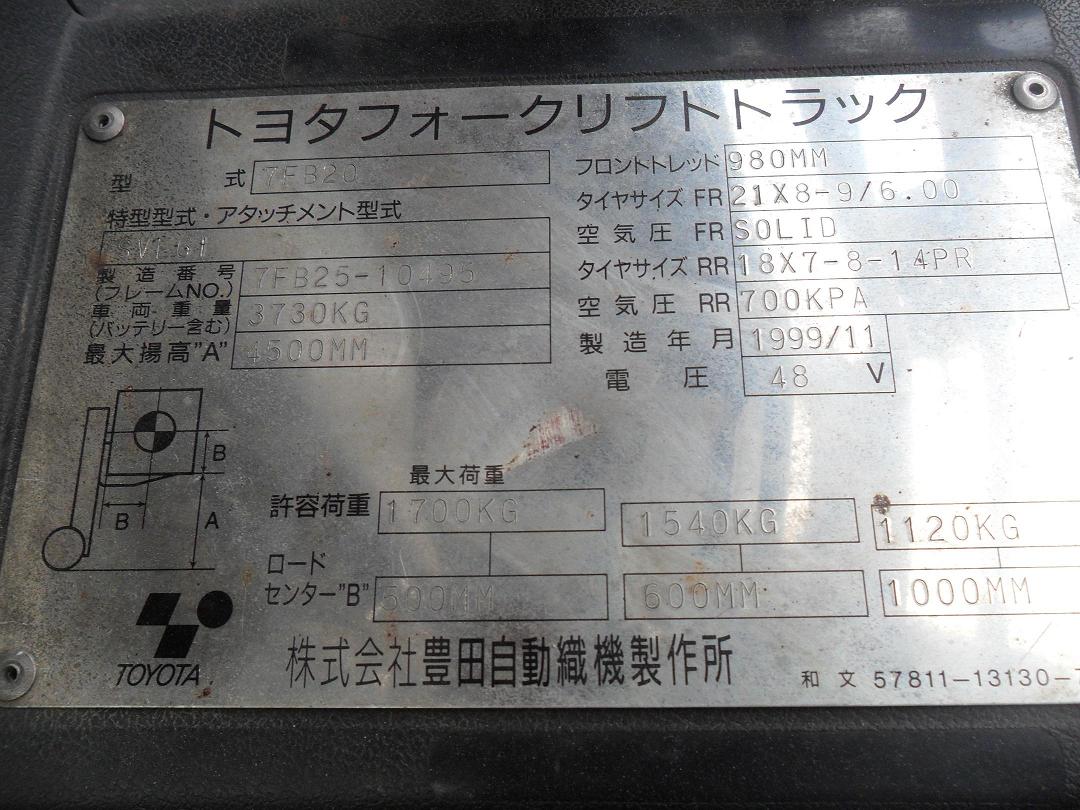 トヨタフォークリフトトラック
型 式 7FB20
特型型式・アタッチメント型式
製造番号 (フレームNO.) 7FB25-10495
車両重量 (バッテリー含む) 3730KG
最大揚高"A" 4500MM
フロントトレッド 980MM
タイヤサイズ FR 21X8-9/6.00
空気圧 FR SOLID
タイヤサイズ RR 18X7-8-14PR
空気圧 RR 700KPA
製造年月 1999/11
電圧 48 V
B
B
A
最大荷重
許容荷重 1700KG 1540KG 1120KG
ロード
センター"B" 500MM 600MM 1000MM
TOYOTA
株式会社豊田自動織機製作所
和文 57811-13130-7